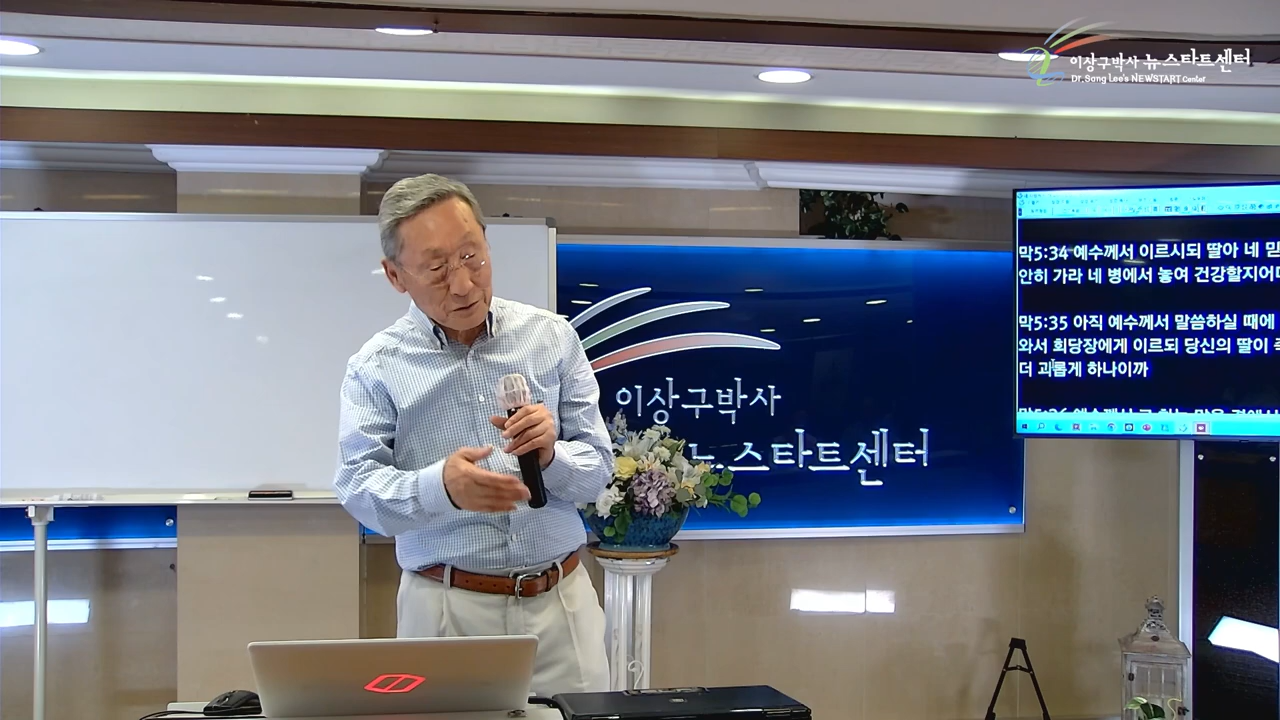 이상구박사 뉴스타트센터
Dr. Sang Lee's NEWSTART Center
막5:34 예수께서 이르시되 딸아 네
안히 가라 네 병에서 놓여 건강할지어다
막5:35 아직 예수께서 말씀하실 때에
와서 회당장에게 이르되 당신의 딸이
더 괴롭게 하나이까
이상구박사
뉴스타트센터